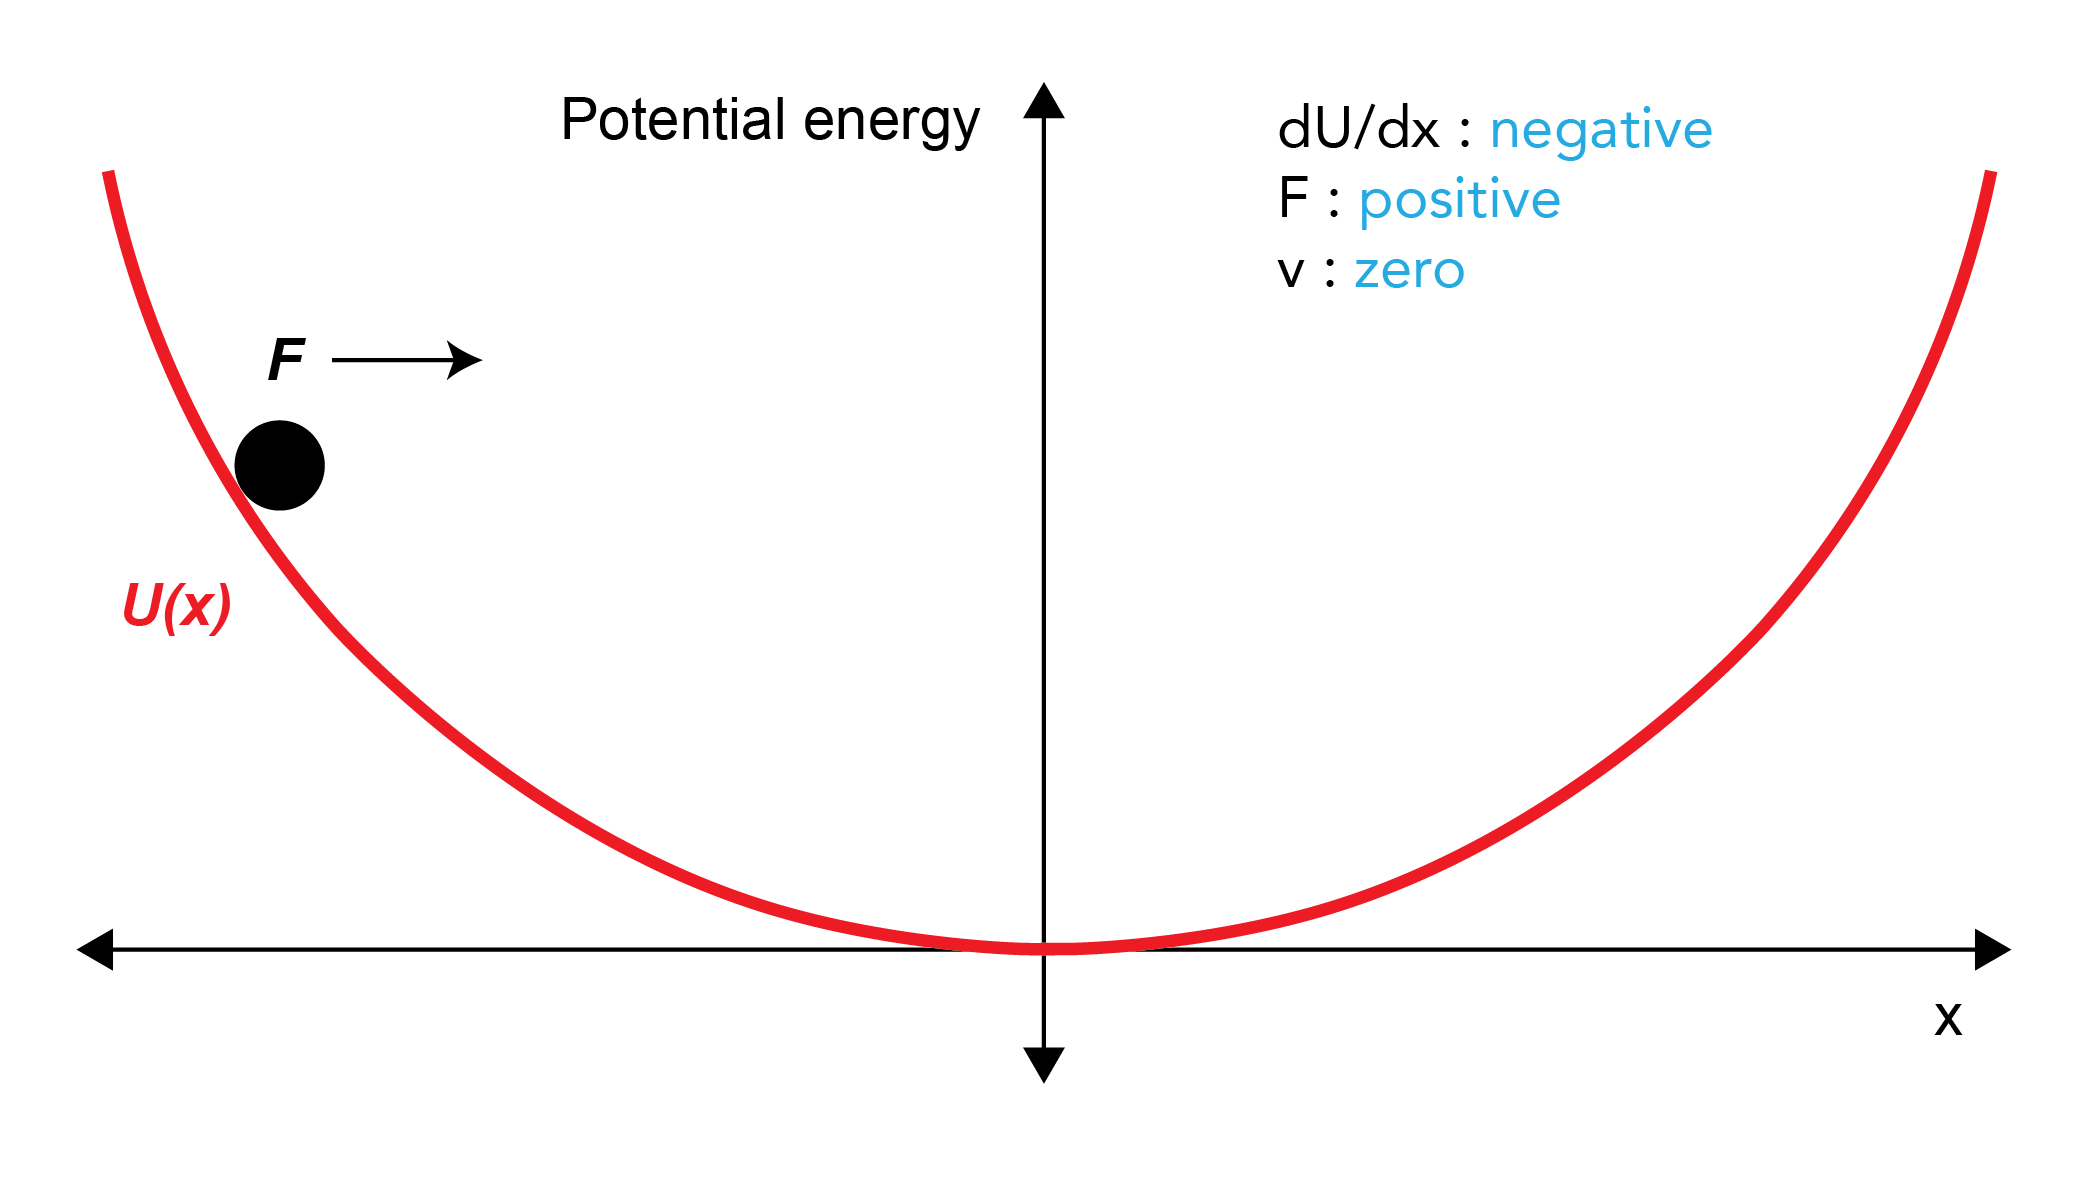 Potential energy
dU/dx : negative
F : positive
v : zero
F
U(x)
x